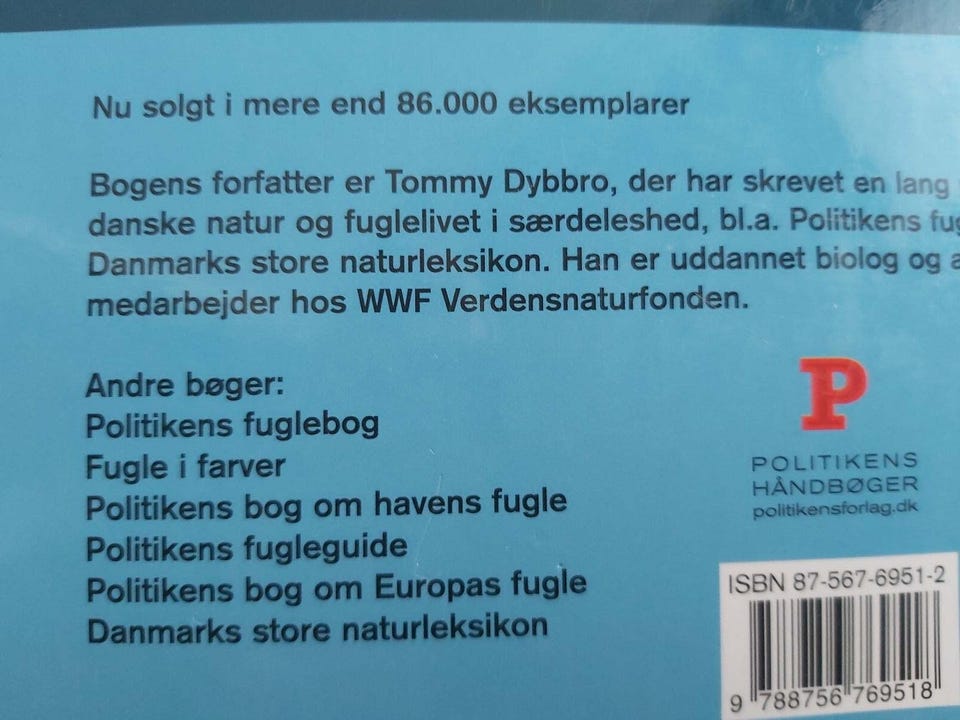 Nu solgt i mere end 86.000 eksemplarer
Bogens forfatter er Tommy Dybbro, der har skrevet en lang
danske natur og fuglelivet i særdeleshed, bl.a. Politikens fug
Danmarks store naturleksikon. Han er uddannet biolog og a
medarbejder hos WWF Verdensnaturfonden.
Andre bøger:
Politikens fuglebog
Fugle i farver
Politikens bog om havens fugle
Politikens fugleguide
Politikens bog om Europas fugle
Danmarks store naturleksikon
P
POLITIKENS
HÅNDBØGER
politikensforlag.dk
ISBN 87-567-6951-2
9 788756 769518